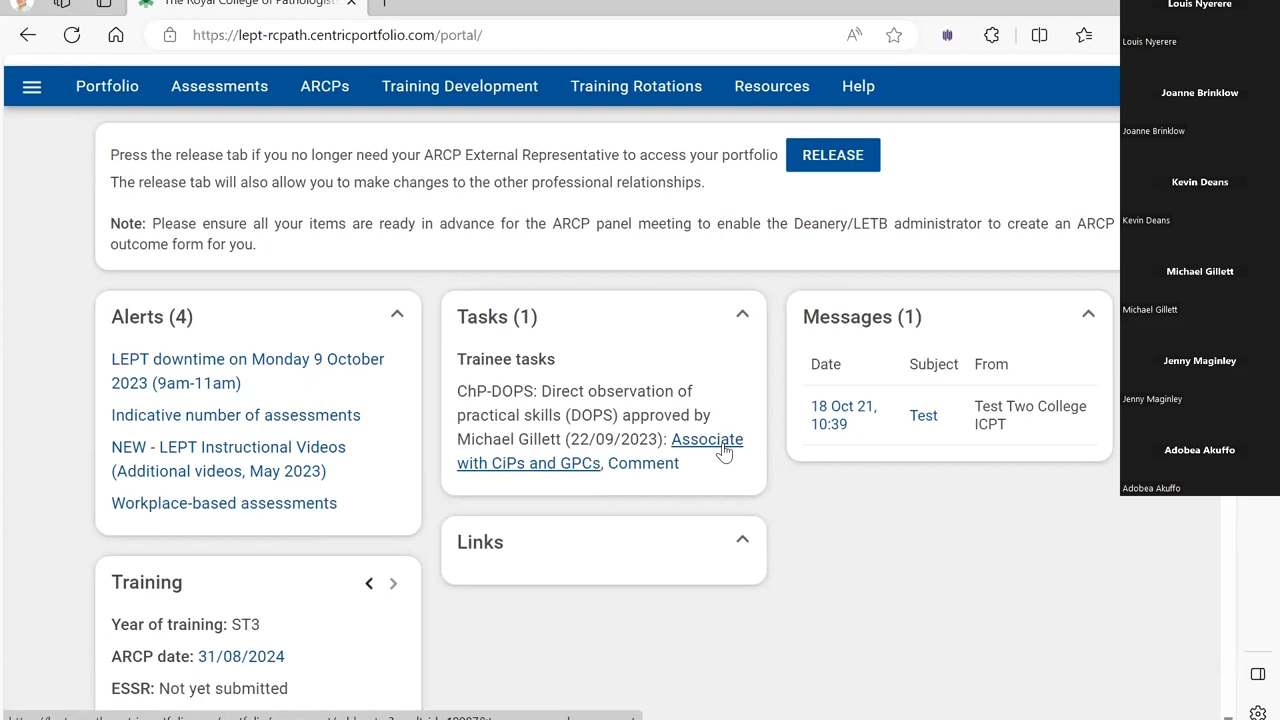 The Royal College of Pathologist
https://lept-rcpath.centricportfolio.com/portal/
Portfolio Assessments ARCPs Training Development Training Rotations Resources Help
Press the release tab if you no longer need your ARCP External Representative to access your portfolio RELEASE
The release tab will also allow you to make changes to the other professional relationships.
Note: Please ensure all your items are ready in advance for the ARCP panel meeting to enable the Deanery/LETB administrator to create an ARCP
outcome form for you.
Alerts (4)
LEPT downtime on Monday 9 October
2023 (9am-11am)
Indicative number of assessments
NEW - LEPT Instructional Videos
(Additional videos, May 2023)
Workplace-based assessments
Training
Year of training: ST3
ARCP date: 31/08/2024
ESSR: Not yet submitted
Tasks (1)
Trainee tasks
ChP-DOPS: Direct observation of
practical skills (DOPS) approved by
Michael Gillett (22/09/2023): Associate
with CiPs and GPCs, Comment
Links
Messages (1)
Date Subject From
18 Oct 21, Test Test Two College
10:39 ICPT
Louis Nyerere
Louis Nyerere
Joanne Brinklow
Joanne Brinklow
Kevin Deans
Kevin Deans
Michael Gillett
Michael Gillett
Jenny Maginley
Jenny Maginley
Adobea Akuffo
Adobea Akuffo